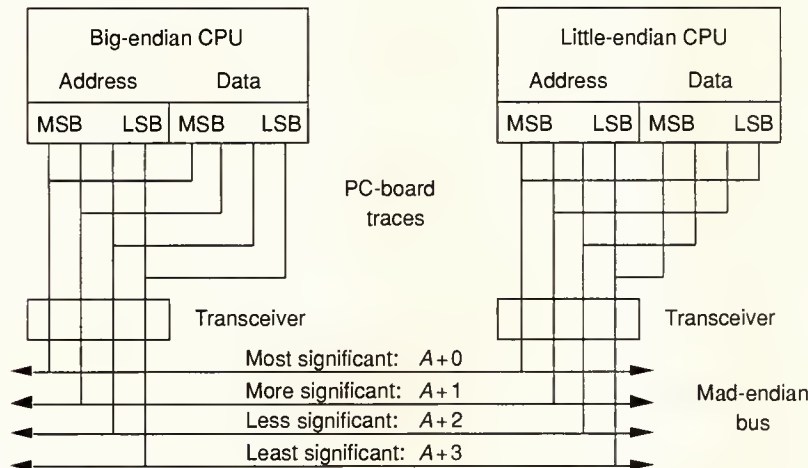 Big-endian CPU
Address Data
MSB LSB MSB LSB
Little-endian CPU
Address Data
MSB LSB MSB LSB
PC-board
traces
Transceiver
Transceiver
Most significant: A+0
More significant: A+1
Less significant: A+2
Least significant: A+3
Mad-endian
bus